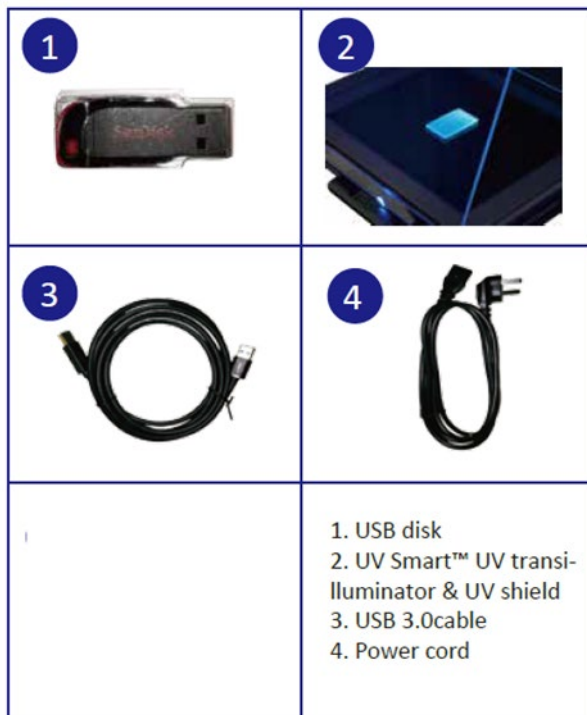 1
2
SanDisk
3
4
1. USB disk
2. UV Smart™ UV transi-
lluminator & UV shield
3. USB 3.0cable
4. Power cord